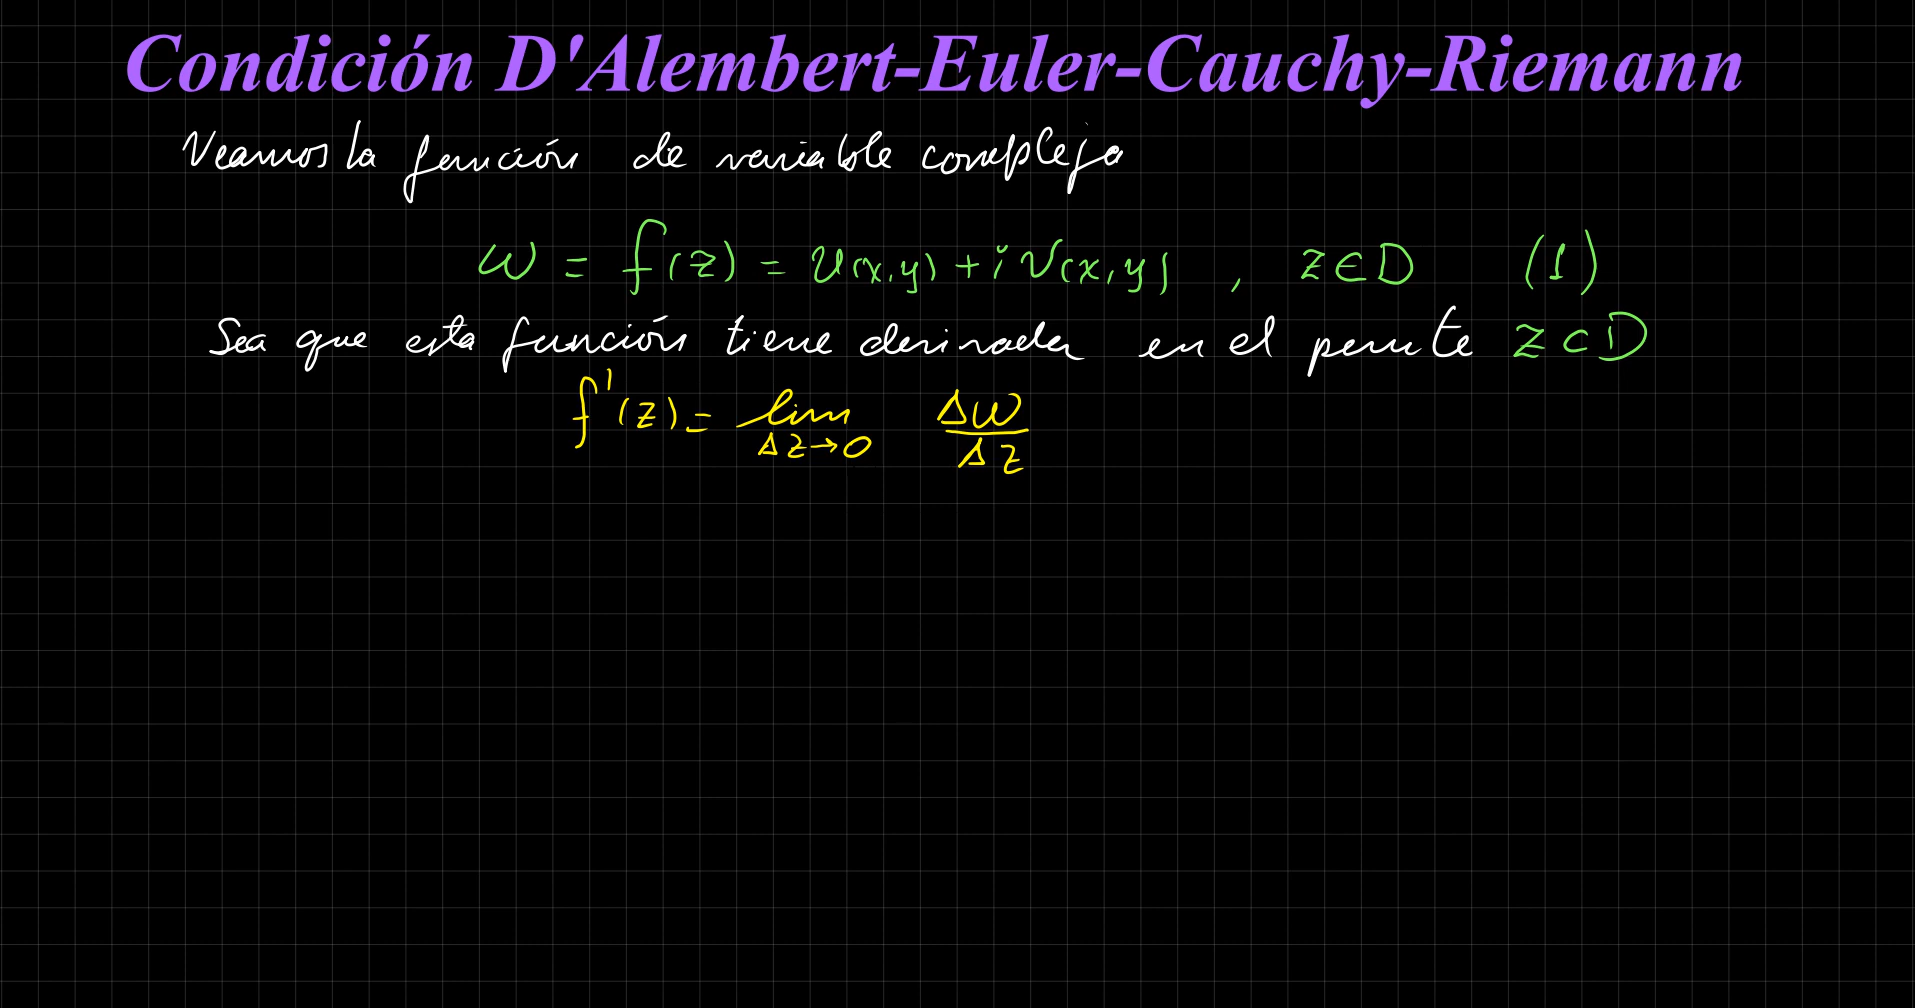 Condición D'Alembert-Euler-Cauchy-Riemann
Veamos la función de variable compleja
w = f(z) = U(x,y) + i V(x,y) , z ∈ D (1)
Sea que esta función tiene derivada en el punto z ⊂ D
f'(z) = lim Δz→0 Δw/Δz